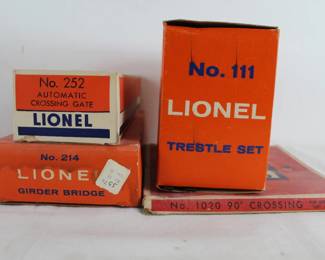 No. 252
AUTOMATIC
CROSSING GATE
LIONEL
No. 111
LIONEL
TRESTLE SET
No. 214
LIONEL
GIRDER BRIDGE
No. 1020 90° CROSSING